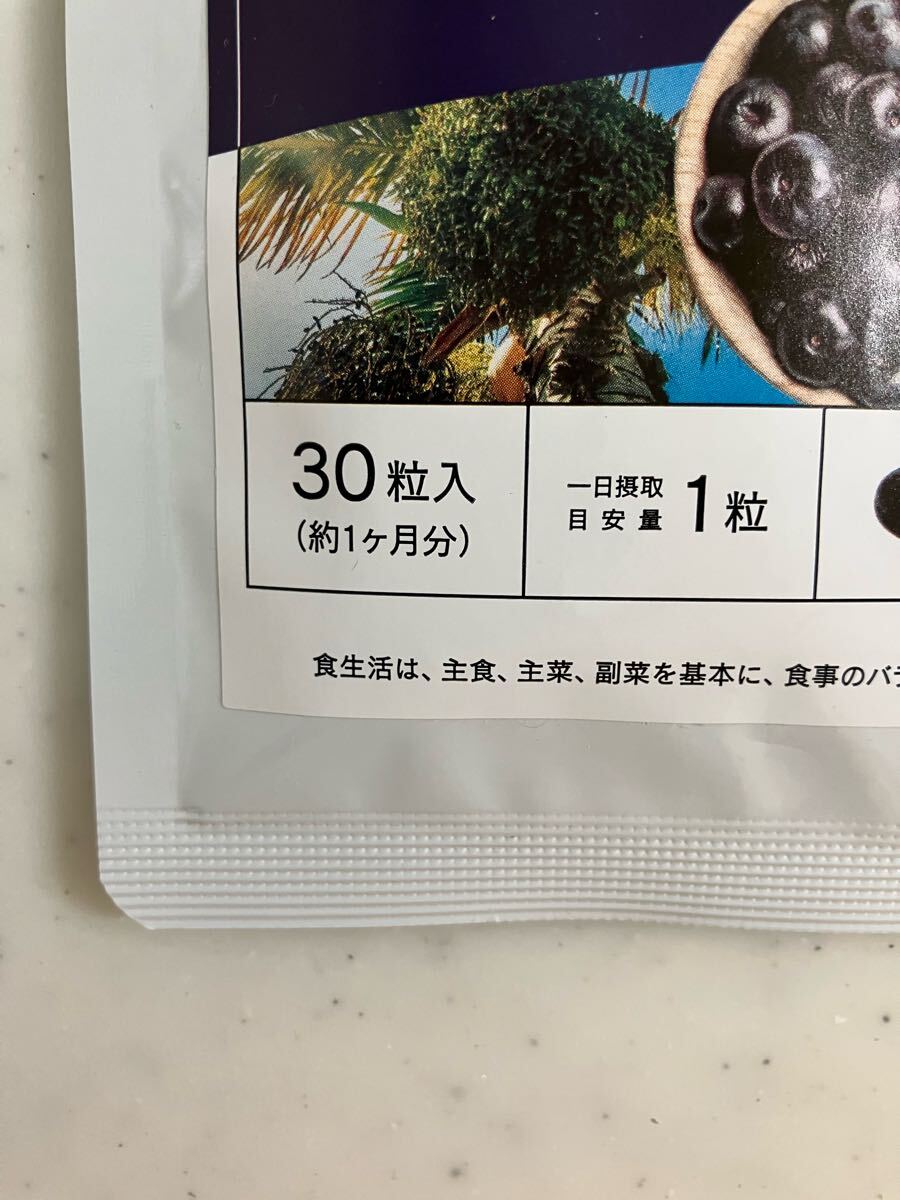 30粒入
(約1ヶ月分)
一日摂取
目安量
1粒
食生活は、主食、主菜、副菜を基本に、食事のバラ